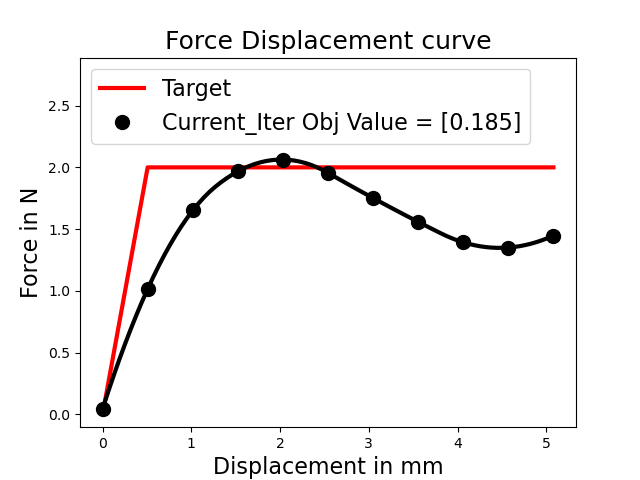 Force Displacement curve
Target
Current_Iter Obj Value = [0.185]
Force in N
2.5
2.0
1.5
1.0
0.5
0.0
0 1 2 3 4 5
Displacement in mm